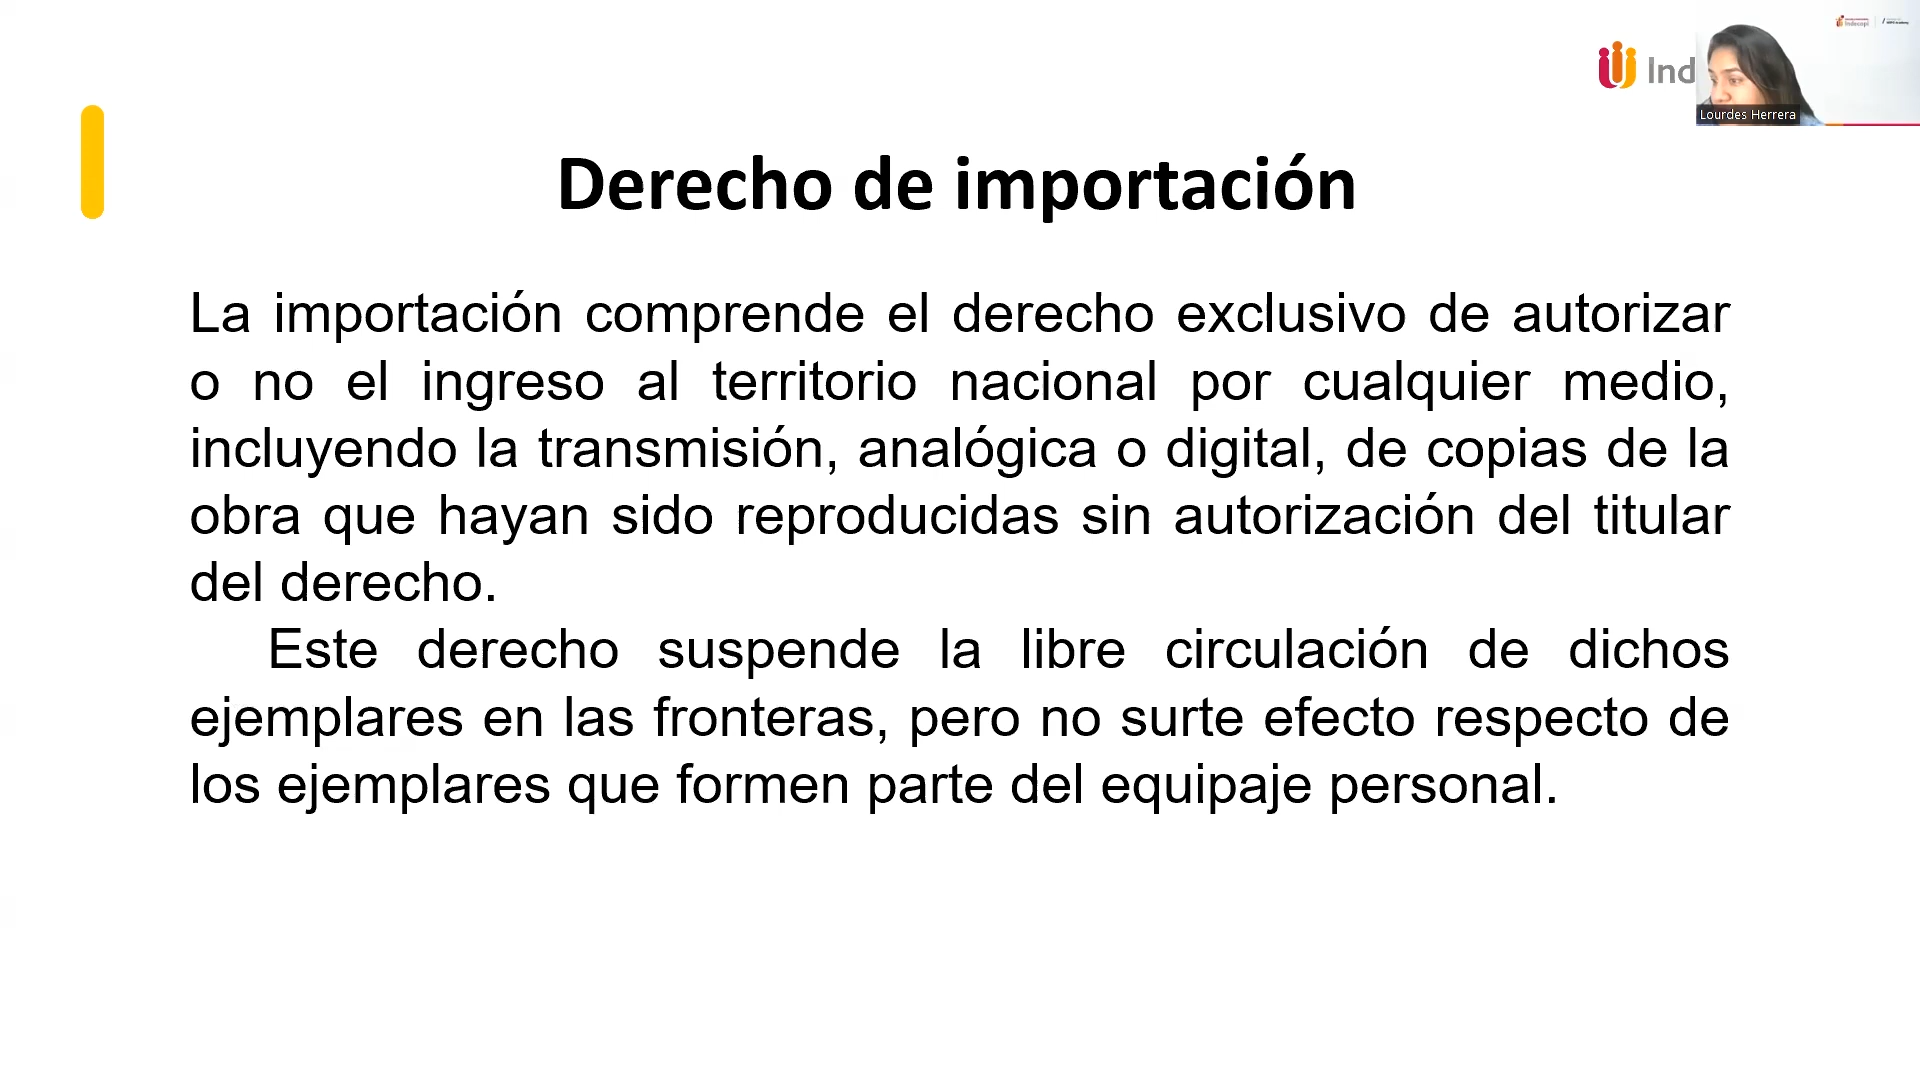 Ind
Lourdes Herrera
Derecho de importación
La importación comprende el derecho exclusivo de autorizar
o no el ingreso al territorio nacional por cualquier medio,
incluyendo la transmisión, analógica o digital, de copias de la
obra que hayan sido reproducidas sin autorización del titular
del derecho.
Este derecho suspende la libre circulación de dichos
ejemplares en las fronteras, pero no surte efecto respecto de
los ejemplares que formen parte del equipaje personal.